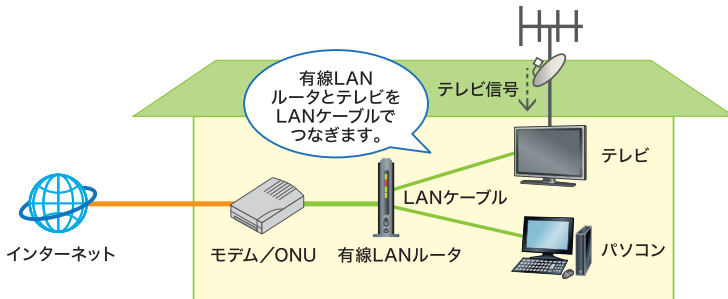 有線LAN
ルータとテレビを
LANケーブルで
つなぎます。
テレビ信号
テレビ
LANケーブル
インターネット
モデム／ONU
有線LANルータ
パソコン